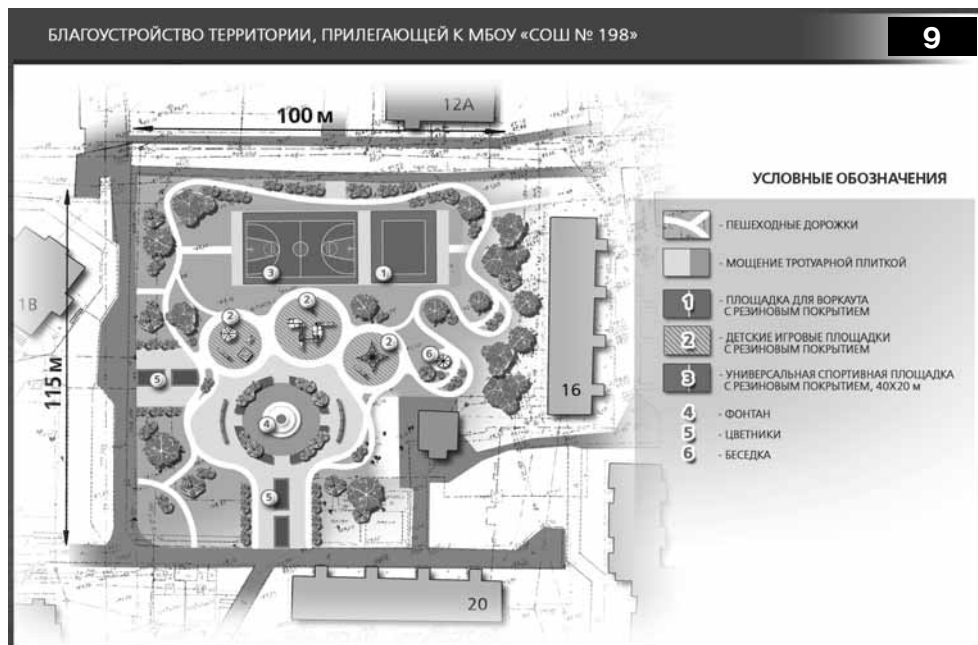 БЛАГОУСТРОЙСТВО ТЕРРИТОРИИ, ПРИЛЕГАЮЩЕЙ К МБОУ «СОШ № 198»
9
12А
100 М
УСЛОВНЫЕ ОБОЗНАЧЕНИЯ
- ПЕШЕХОДНЫЕ ДОРОЖКИ
- МОЩЕНИЕ ТРОТУАРНОЙ ПЛИТКОЙ
1 - ПЛОЩАДКА ДЛЯ ВОРКАУТА
С РЕЗИНОВЫМ ПОКРЫТИЕМ
2 - ДЕТСКИЕ ИГРОВЫЕ ПЛОЩАДКИ
С РЕЗИНОВЫМ ПОКРЫТИЕМ
3 - УНИВЕРСАЛЬНАЯ СПОРТИВНАЯ ПЛОЩАДКА
С РЕЗИНОВЫМ ПОКРЫТИЕМ, 40Х20 м
4 - ФОНТАН
5 - ЦВЕТНИКИ
6 - БЕСЕДКА
3
1
1В
2
2
2
6
115 М
5
16
4
5
20